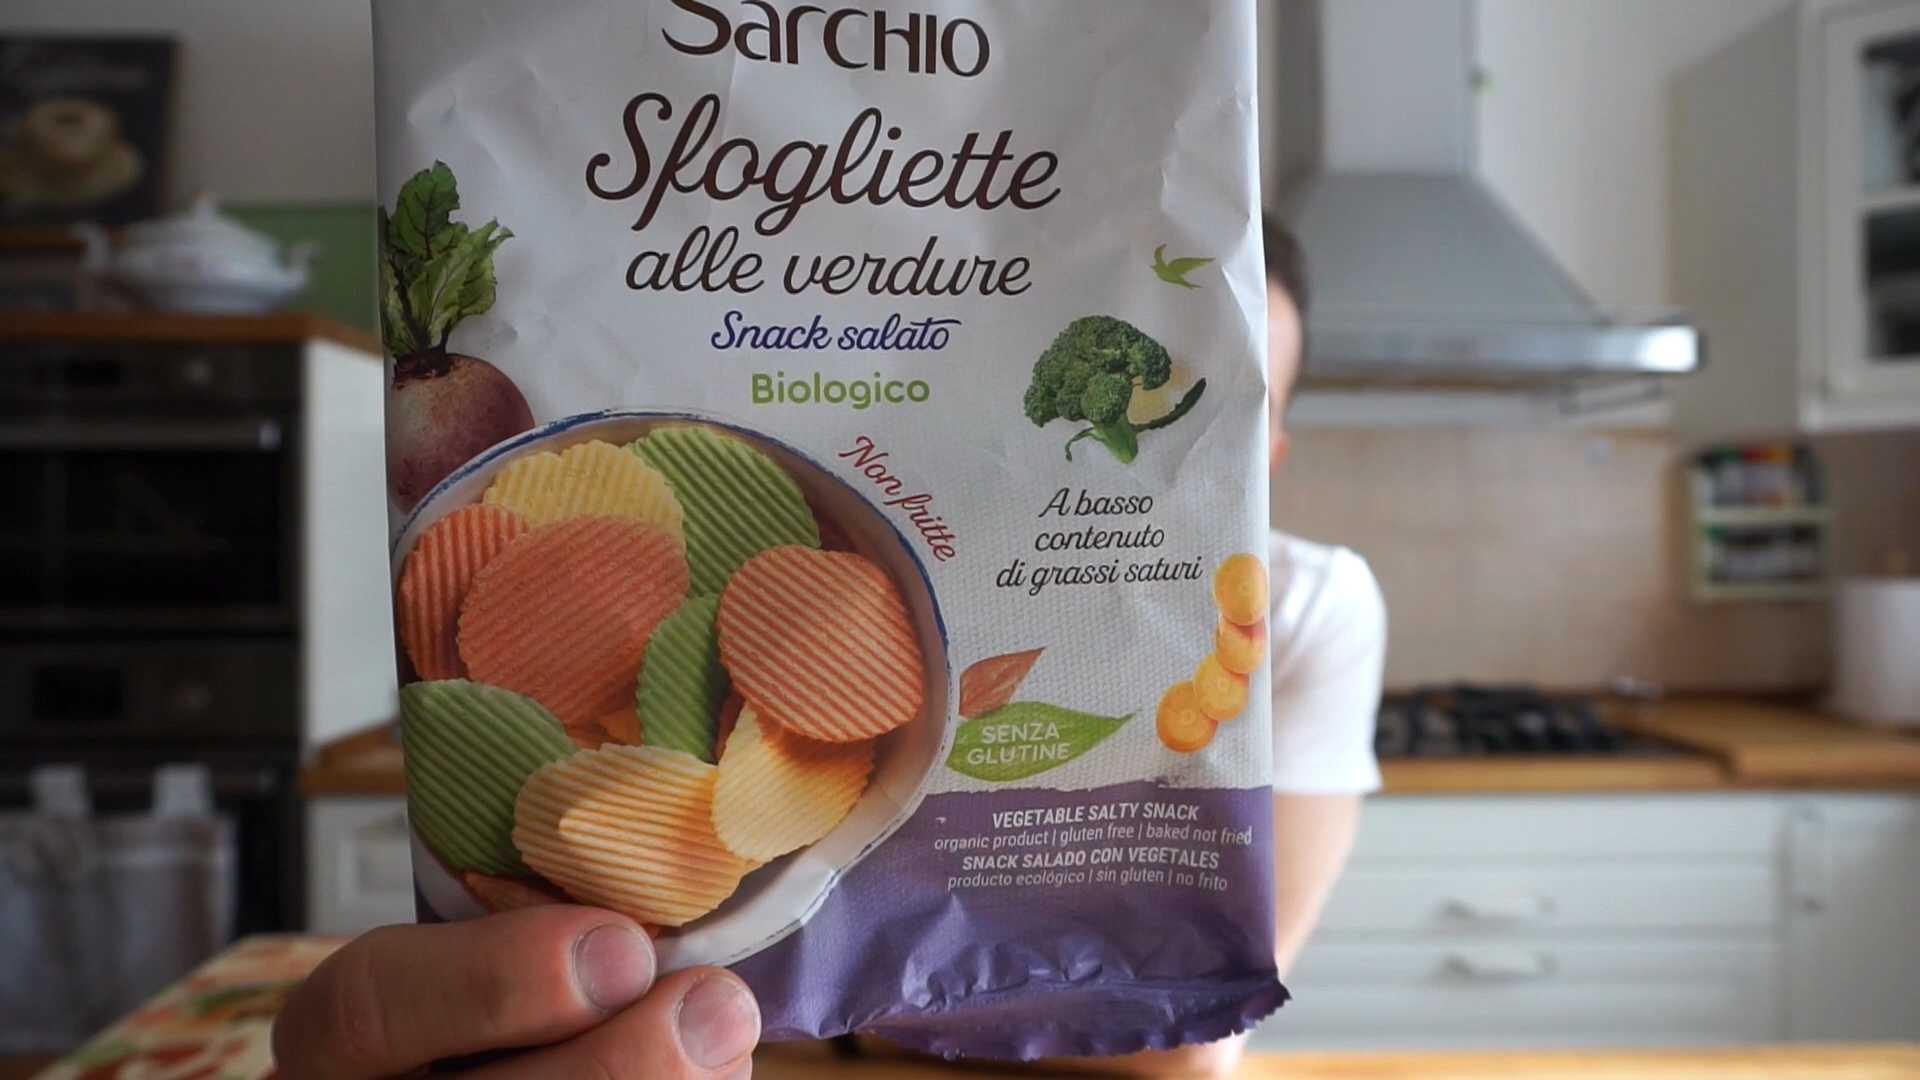 Sarchio
Sfogliette
alle verdure
Snack salato
Biologico
Non fritte
A basso
contenuto
di grassi saturi
SENZA
GLUTINE
VEGETABLE SALTY SNACK
organic product | gluten free | baked not fried
SNACK SALADO CON VEGETALES
producto ecológico | sin gluten | no frito